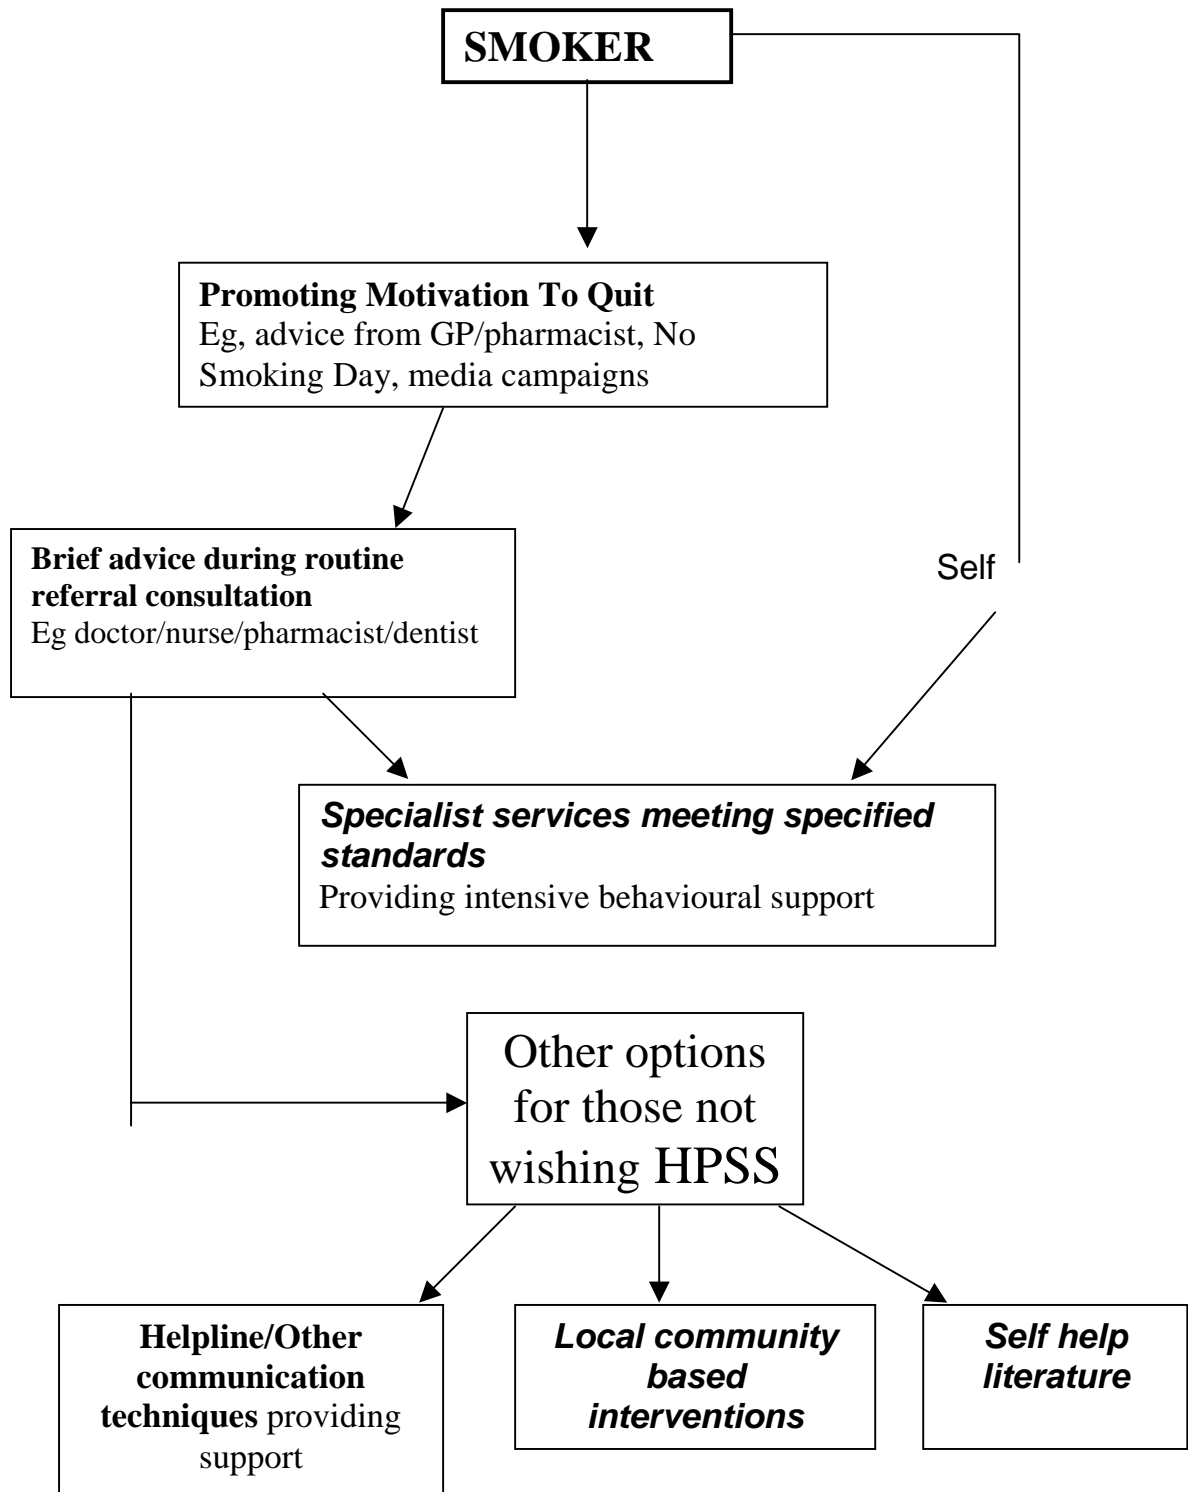 SMOKER
Promoting Motivation To Quit
Eg, advice from GP/pharmacist, No
Smoking Day, media campaigns
Brief advice during routine
referral consultation
Eg doctor/nurse/pharmacist/dentist
Self
Specialist services meeting specified
standards
Providing intensive behavioural support
Other options
for those not
wishing HPSS
Helpline/Other
communication
techniques providing
support
Local community
based
interventions
Self help
literature